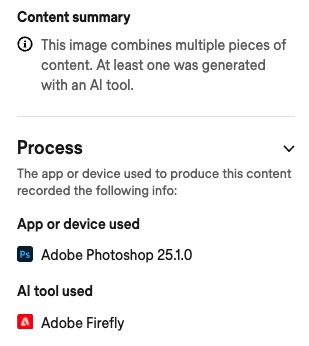 Content summary
This image combines multiple pieces of
content. At least one was generated
with an AI tool.
Process
The app or device used to produce this content
recorded the following info:
App or device used
Ps Adobe Photoshop 25.1.0
AI tool used
Adobe Firefly